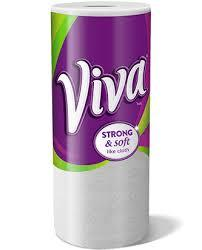 Viva
STRONG
& soft
like cloth